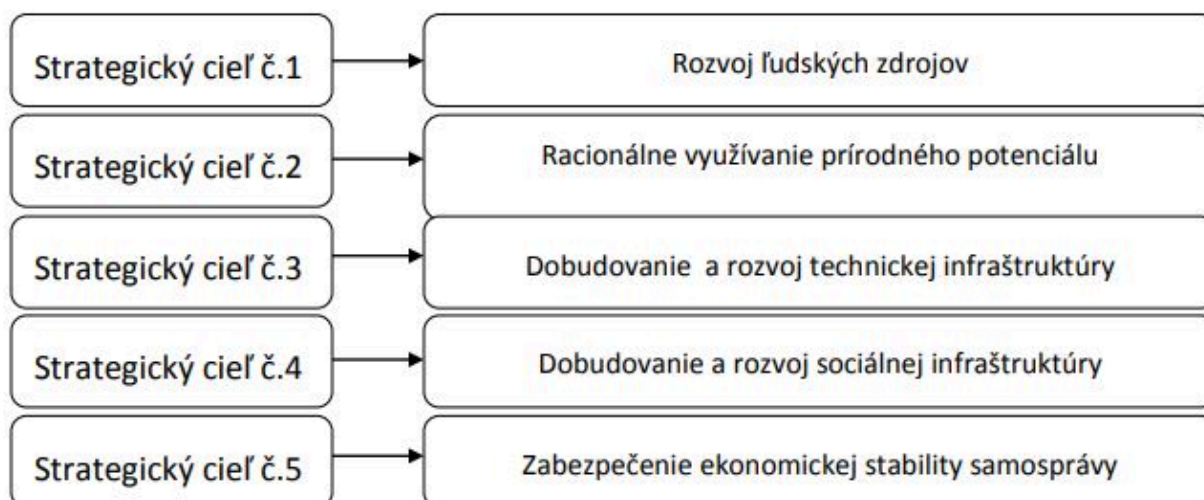 Strategický cieľ č.1
Rozvoj ľudských zdrojov
Strategický cieľ č.2
Racionálne využívanie prírodného potenciálu
Strategický cieľ č.3
Dobudovanie a rozvoj technickej infraštruktúry
Strategický cieľ č.4
Dobudovanie a rozvoj sociálnej infraštruktúry
Strategický cieľ č.5
Zabezpečenie ekonomickej stability samosprávy